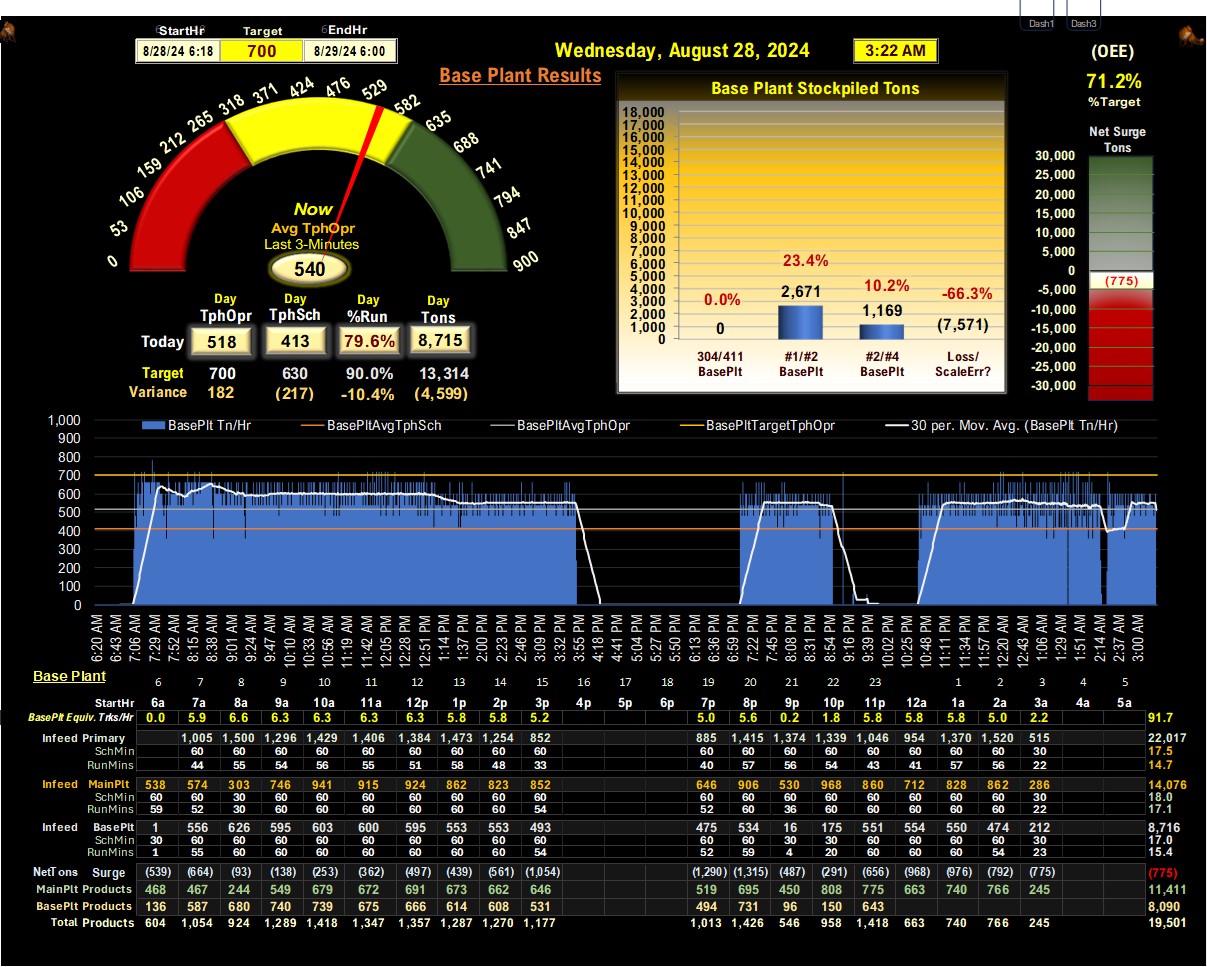 Dash1 Dash3
StartHr Target EndHr
8/28/24 6:18 700 8/29/24 6:00
Wednesday, August 28, 2024 3:22 AM
(OEE)
71.2%
%Target
Base Plant Results
Base Plant Stockpiled Tons
Net Surge
Tons
0 53 106 159 212 265 318 371 424 476 529 582 635 688 741 794 847 900
Now
Avg TphOpr
Last 3-Minutes
540
18,000
17,000
16,000
15,000
14,000
13,000
12,000
11,000
10,000
9,000
8,000
7,000
6,000
5,000
4,000
3,000
2,000
1,000
0
0.0% 23.4% 10.2% -66.3%
0 2,671 1,169 (7,571)
304/411 #1/#2 #2/#4 Loss/
BasePlt BasePlt BasePlt ScaleErr?
30,000
25,000
20,000
15,000
10,000
5,000
0
(775)
-5,000
-10,000
-15,000
-20,000
-25,000
-30,000
Day Day Day Day
TphOpr TphSch %Run Tons
Today 518 413 79.6% 8,715
Target 700 630 90.0% 13,314
Variance 182 (217) -10.4% (4,599)
BasePlt Tn/Hr BasePltAvgTphSch BasePltAvgTphOpr BasePltTargetTphOpr 30 per. Mov. Avg. (BasePlt Tn/Hr)
1,000
900
800
700
600
500
400
300
200
100
0
6:20 AM 6:43 AM 7:06 AM 7:29 AM 7:52 AM 8:15 AM 8:38 AM 9:01 AM 9:24 AM 9:47 AM 10:10 AM 10:33 AM 10:56 AM 11:19 AM 11:42 AM 12:05 PM 12:28 PM 12:51 PM 1:14 PM 1:37 PM 2:00 PM 2:23 PM 2:46 PM 3:09 PM 3:32 PM 3:55 PM 4:18 PM 4:41 PM 5:04 PM 5:27 PM 5:50 PM 6:13 PM 6:36 PM 6:59 PM 7:22 PM 7:45 PM 8:08 PM 8:31 PM 8:55 PM 9:16 PM 9:39 PM 10:02 PM 10:25 PM 10:48 PM 11:11 PM 11:34 PM 11:57 PM 12:20 AM 12:43 AM 1:06 AM 1:28 AM 1:51 AM 2:14 AM 2:37 AM 3:00 AM
Base Plant
6 7 8 9 10 11 12 13 14 15 16 17 18 19 20 21 22 23 1 2 3 4 5
StartHr 6a 7a 8a 9a 10a 11a 12p 1p 2p 3p 4p 5p 6p 7p 8p 9p 10p 11p 12a 1a 2a 3a 4a 5a
BasePlt Equiv. Trks/Hr 0.0 5.9 6.6 6.3 6.3 6.3 6.3 5.8 5.8 5.2 5.0 5.6 0.2 1.8 5.8 5.8 5.8 5.0 2.2 91.7
Infeed Primary 1,005 1,500 1,296 1,429 1,406 1,384 1,473 1,254 852 885 1,415 1,374 1,339 1,046 954 1,370 1,520 515 22,017
SchMin 60 60 60 60 60 60 60 60 60 60 60 60 60 60 60 60 60 30 17.5
RunMins 44 55 54 56 55 51 58 48 33 40 57 56 54 43 41 57 56 22 14.7
Infeed MainPlt 538 574 303 746 941 915 924 862 823 852 646 906 530 968 860 712 828 862 286 14,076
SchMin 60 60 30 60 60 60 60 60 60 60 60 60 60 60 60 60 60 60 30 18.0
RunMins 59 52 30 60 60 60 60 60 60 54 52 60 36 60 60 60 60 60 22 17.1
Infeed BasePlt 1 556 626 595 603 600 595 553 553 493 475 534 16 175 551 554 550 474 212 8,716
SchMin 30 60 60 60 60 60 60 60 60 60 60 60 30 30 60 60 60 60 30 17.0
RunMins 1 55 60 60 60 60 60 60 60 54 52 59 4 20 60 60 60 54 23 15.4
NetTons Surge (539) (664) (93) (138) (253) (362) (497) (439) (561) (1,054) (1,290) (1,315) (487) (291) (656) (968) (976) (792) (775) (775)
MainPlt Products 468 467 244 549 679 672 691 673 662 646 519 695 450 808 775 663 740 766 245 11,411
BasePlt Products 136 587 680 740 739 675 666 614 608 531 494 731 96 150 643 8,090
Total Products 604 1,054 924 1,289 1,418 1,347 1,357 1,287 1,270 1,177 1,013 1,426 546 958 1,418 663 740 766 245 19,501